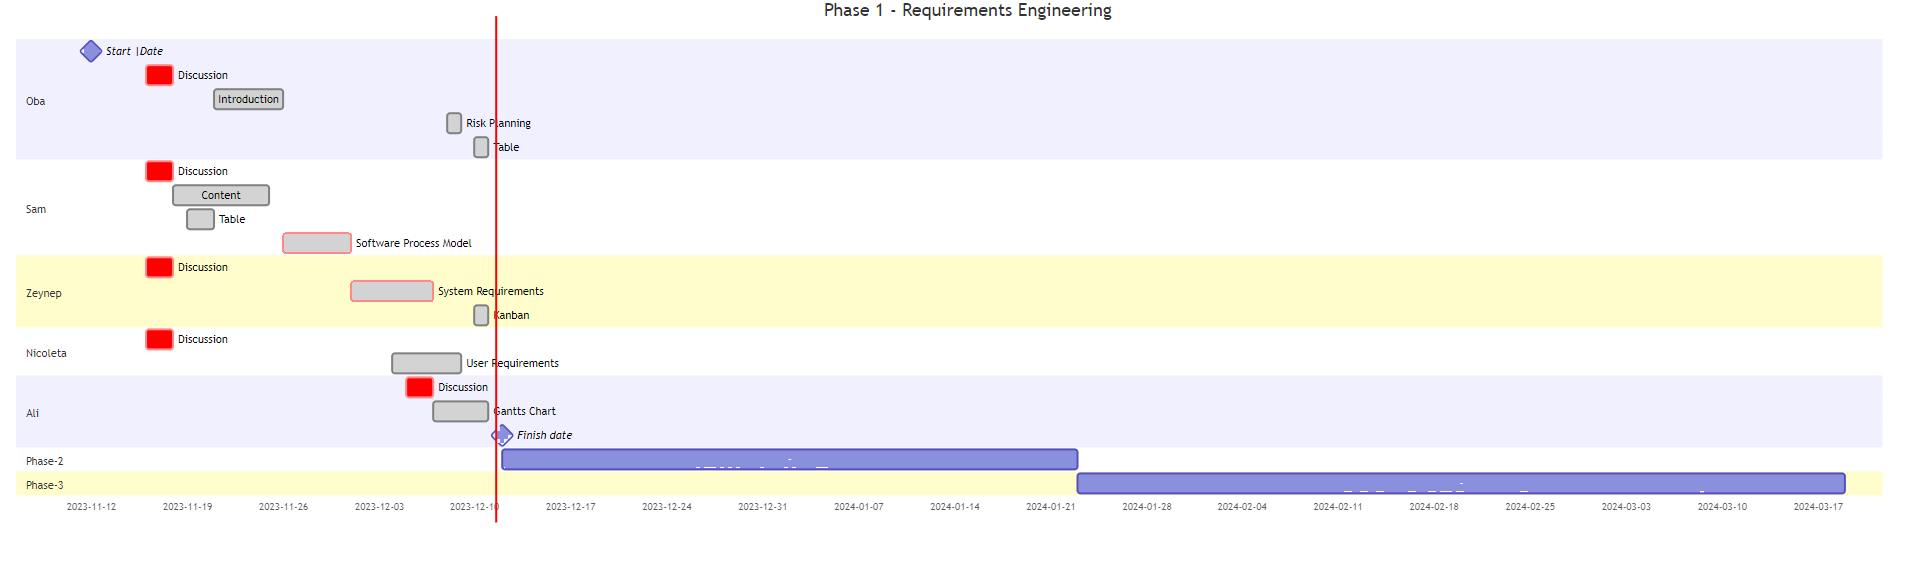 Phase 1 - Requirements Engineering
Start |Date
Discussion
Oba
Introduction
Risk Planning
Table
Discussion
Content
Sam
Table
Software Process Model
Discussion
Zeynep
System Requirements
Kanban
Discussion
Nicoleta
User Requirements
Discussion
Ali
Gantts Chart
Finish date
Phase-2
Phase-3
2023-11-12 2023-11-19 2023-11-26 2023-12-03 2023-12-10 2023-12-17 2023-12-24 2023-12-31 2024-01-07 2024-01-14 2024-01-21 2024-01-28 2024-02-04 2024-02-11 2024-02-18 2024-02-25 2024-03-03 2024-03-10 2024-03-17